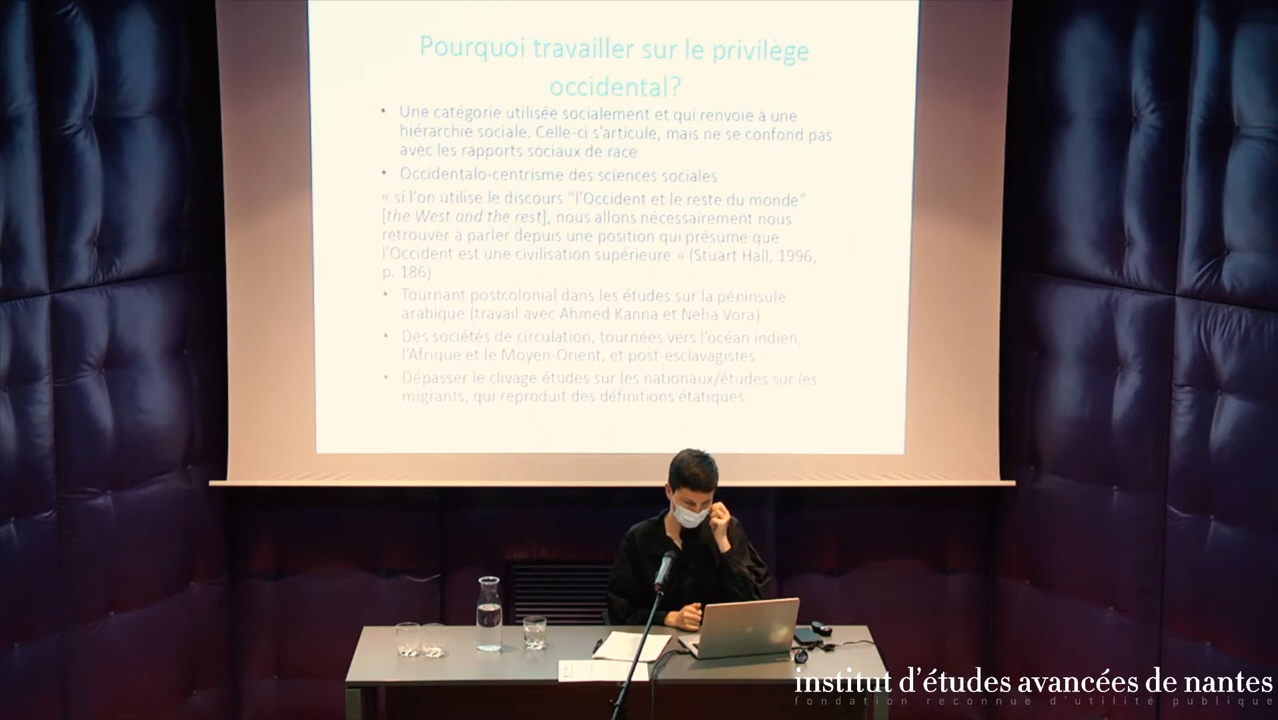 Pourquoi travailler sur le privilège
occidental?
• Une catégorie utilisée socialement et qui renvoie à une
hiérarchie sociale. Celle-ci s'articule, mais ne se confond pas
avec les rapports sociaux de race
• Occidentalo-centrisme des sciences sociales
« si l'on utilise le discours "l'Occident et le reste du monde"
[the West and the rest], nous allons nécessairement nous
retrouver à parler depuis une position qui présume que
l'Occident est une civilisation supérieure » (Stuart Hall, 1996,
p. 186)
• Tournant postcolonial dans les études sur la péninsule
arabique (travail avec Ahmed Kanna et Neha Vora)
• Des sociétés de circulation, tournées vers l'océan indien,
l'Afrique et le Moyen-Orient, et post-esclavagistes
• Dépasser le clivage études sur les nationaux/études sur les
migrants, qui reproduit des définitions étatiques
institut d'études avancées de nantes
fondation reconnue d'utilité publique